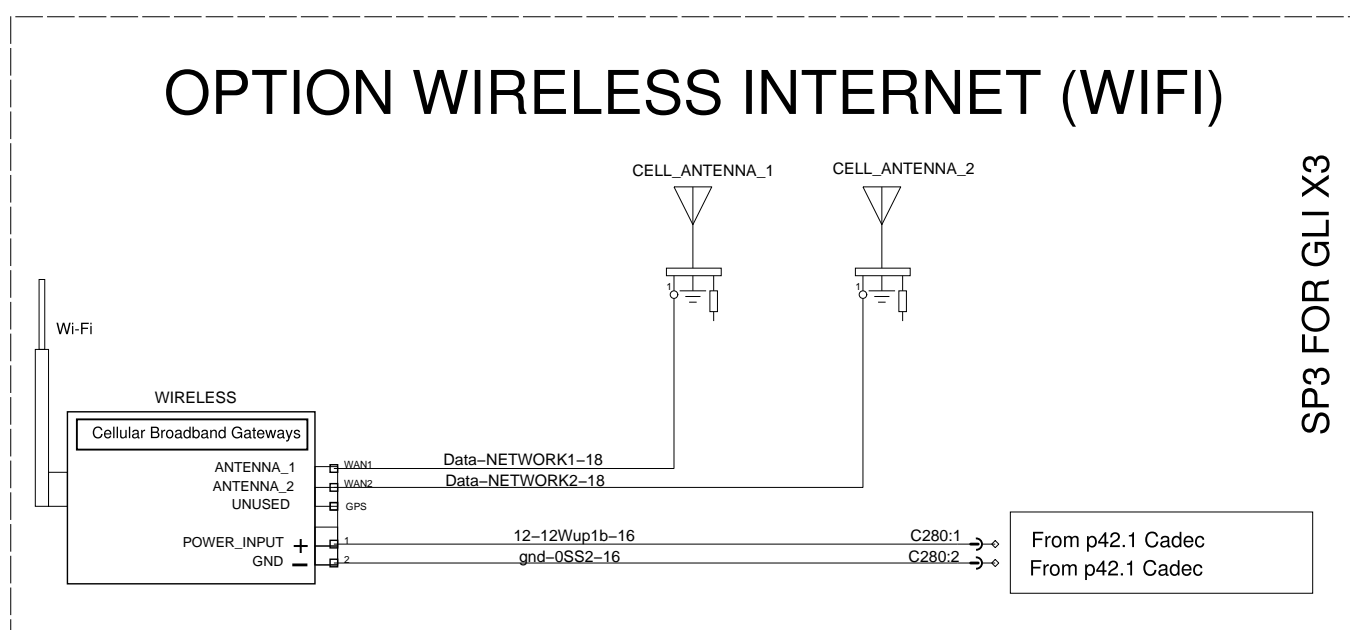 OPTION WIRELESS INTERNET (WIFI)
SP3 FOR GLI X3
CELL_ANTENNA_1
CELL_ANTENNA_2
1
1
Wi-Fi
WIRELESS
Cellular Broadband Gateways
ANTENNA_1 WAN1 Data–NETWORK1–18
ANTENNA_2 WAN2 Data–NETWORK2–18
UNUSED GPS
POWER_INPUT + 1 12–12Wup1b–16 C280:1 From p42.1 Cadec
GND – 2 gnd–0SS2–16 C280:2 From p42.1 Cadec